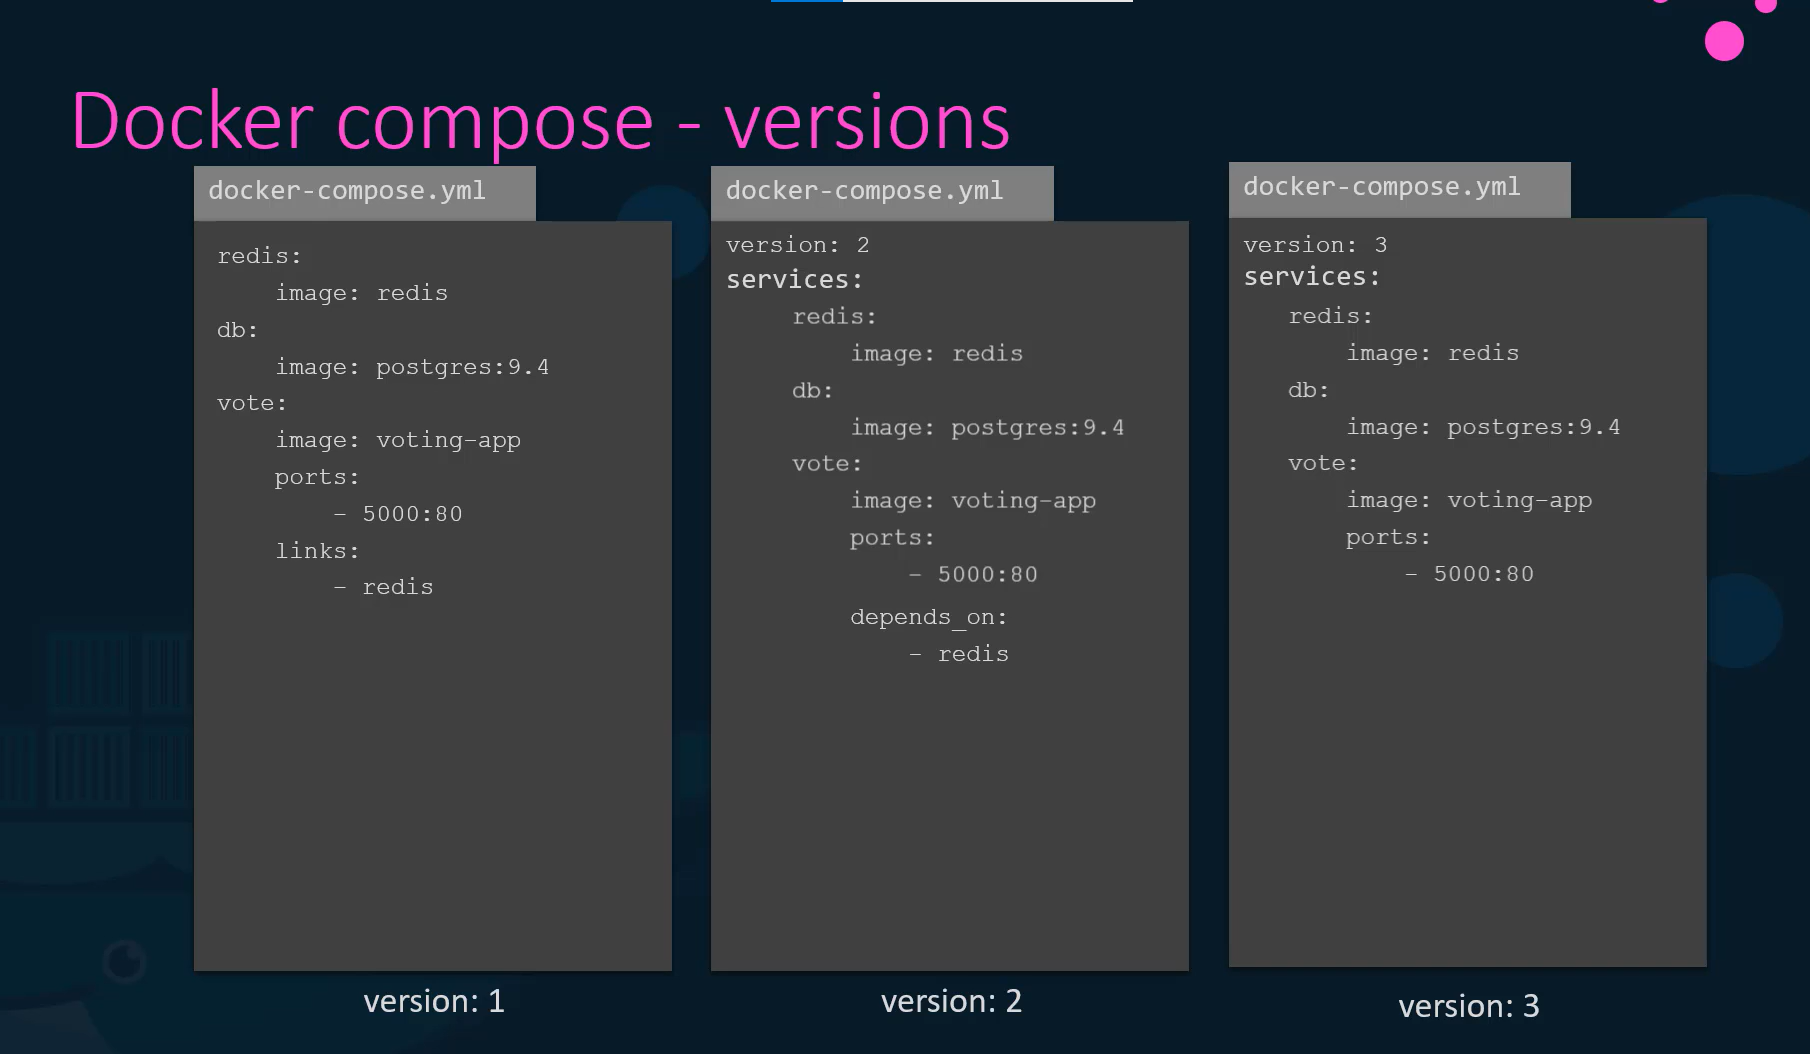 Docker compose - versions
docker-compose.yml
redis:
image: redis
db:
image: postgres:9.4
vote:
image: voting-app
ports:
- 5000:80
links:
- redis
version: 1
docker-compose.yml
version: 2
services:
redis:
image: redis
db:
image: postgres:9.4
vote:
image: voting-app
ports:
- 5000:80
depends_on:
- redis
version: 2
docker-compose.yml
version: 3
services:
redis:
image: redis
db:
image: postgres:9.4
vote:
image: voting-app
ports:
- 5000:80
version: 3